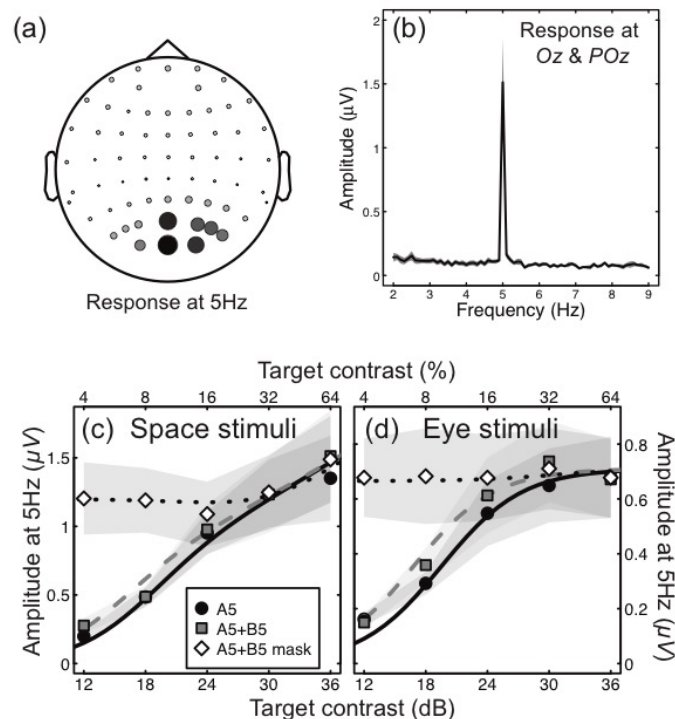 (a)
Response at 5Hz
(b)
Response at
Oz & POz
Amplitude (µV)
2
1.5
1
0.5
0
2 3 4 5 6 7 8 9
Frequency (Hz)
Target contrast (%)
4 8 16 32 64
4 8 16 32 64
(c) Space stimuli
(d) Eye stimuli
Amplitude at 5Hz (µV)
1.5
1
0.5
0
A5
A5+B5
A5+B5 mask
0.8
0.6
0.4
0.2
0
Amplitude at 5Hz (µV)
12 18 24 30 36
12 18 24 30 36
Target contrast (dB)